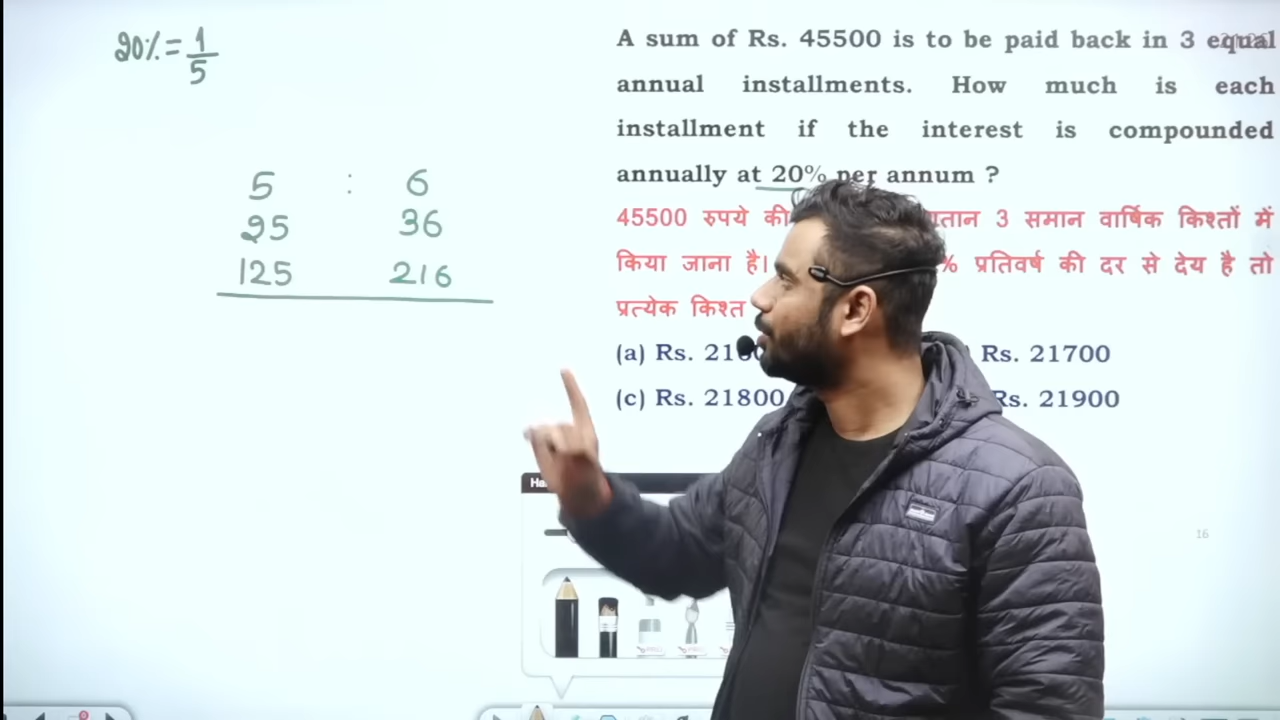 20% = 1/5
5 : 6
25 36
125 216
A sum of Rs. 45500 is to be paid back in 3 equal
annual installments. How much is each
installment if the interest is compounded
annually at 20% per annum ?
45500 रुपये की 3 समान वार्षिक किश्तों में
किया जाना है। % प्रतिवर्ष की दर से देय है तो
प्रत्येक किश्त
(a) Rs. Rs. 21700
(c) Rs. 21800 Rs. 21900
16